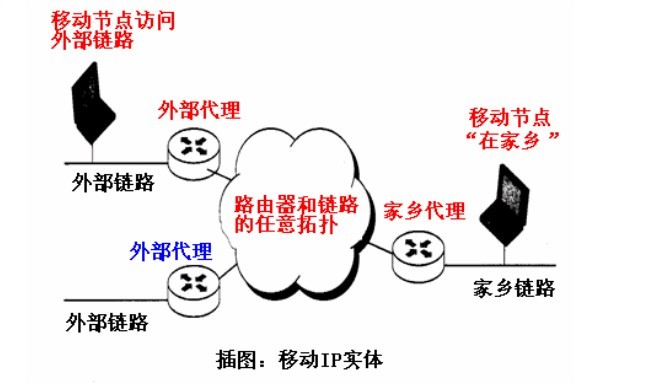 移动节点访问
外部链路
外部代理
移动节点
“在家乡 ”
外部链路
路由器和链路
的任意拓扑
家乡代理
外部代理
家乡链路
外部链路
插图：移动IP实体